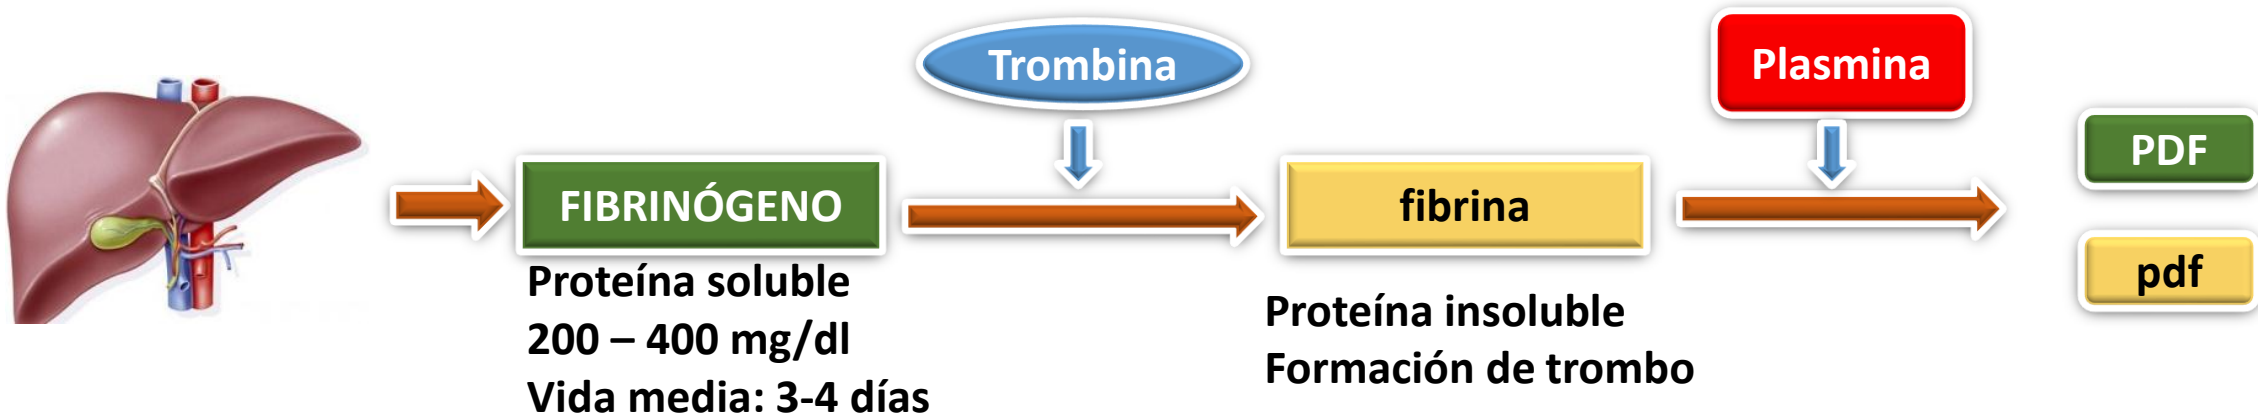 Trombina
Plasmina
PDF
FIBRINÓGENO
fibrina
pdf
Proteína soluble
200 – 400 mg/dl
Vida media: 3-4 días
Proteína insoluble
Formación de trombo